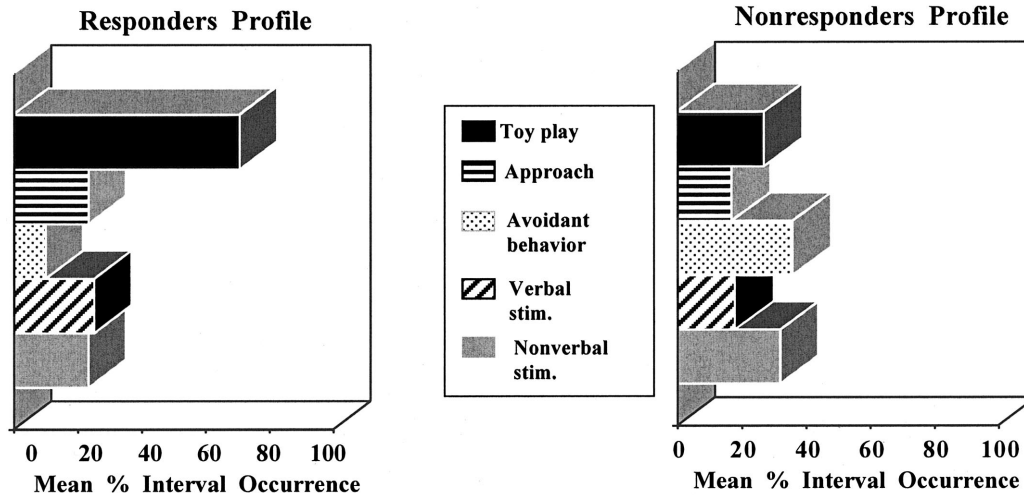 Responders Profile
0 20 40 60 80 100
Mean % Interval Occurrence
Toy play
Approach
Avoidant
behavior
Verbal
stim.
Nonverbal
stim.
Nonresponders Profile
0 20 40 60 80 100
Mean % Interval Occurrence